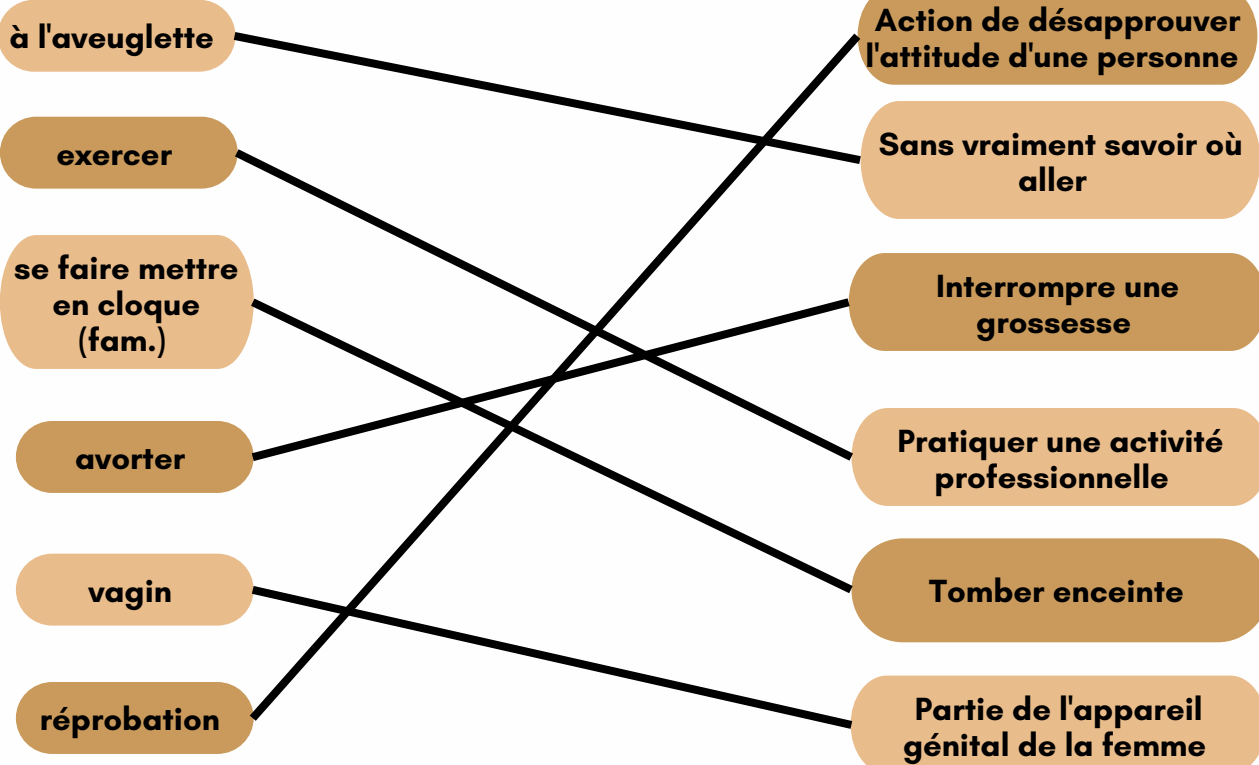 à l'aveuglette
exercer
se faire mettre
en cloque
(fam.)
avorter
vagin
réprobation
Action de désapprouver
l'attitude d'une personne
Sans vraiment savoir où
aller
Interrompre une
grossesse
Pratiquer une activité
professionnelle
Tomber enceinte
Partie de l'appareil
génital de la femme